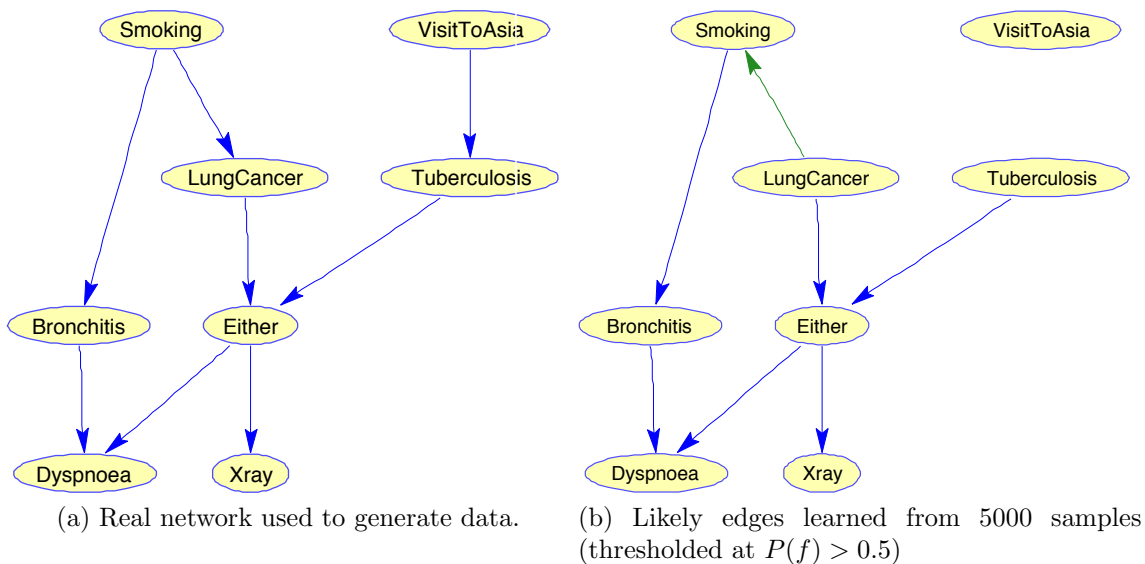 Smoking
VisitToAsia
LungCancer
Tuberculosis
Bronchitis
Either
Dyspnoea
Xray
(a) Real network used to generate data.
Smoking
VisitToAsia
LungCancer
Tuberculosis
Bronchitis
Either
Dyspnoea
Xray
(b) Likely edges learned from 5000 samples
(thresholded at P(f) > 0.5)